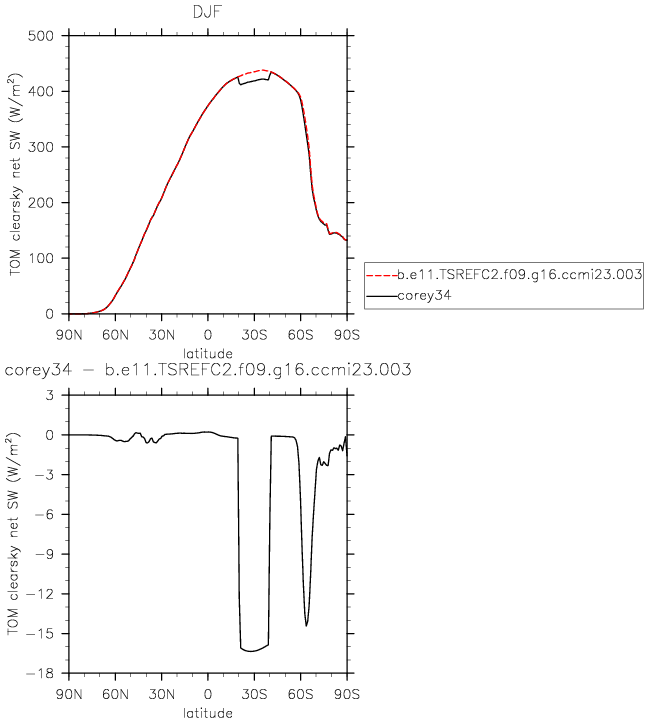 DJF
TOM clearsky net SW (W/m²)
500
400
300
200
100
0
90N 60N 30N 0 30S 60S 90S
latitude
b.e11.TSREFC2.f09.g16.ccmi23.003
corey34
corey34 − b.e11.TSREFC2.f09.g16.ccmi23.003
TOM clearsky net SW (W/m²)
3
0
−3
−6
−9
−12
−15
−18
90N 60N 30N 0 30S 60S 90S
latitude